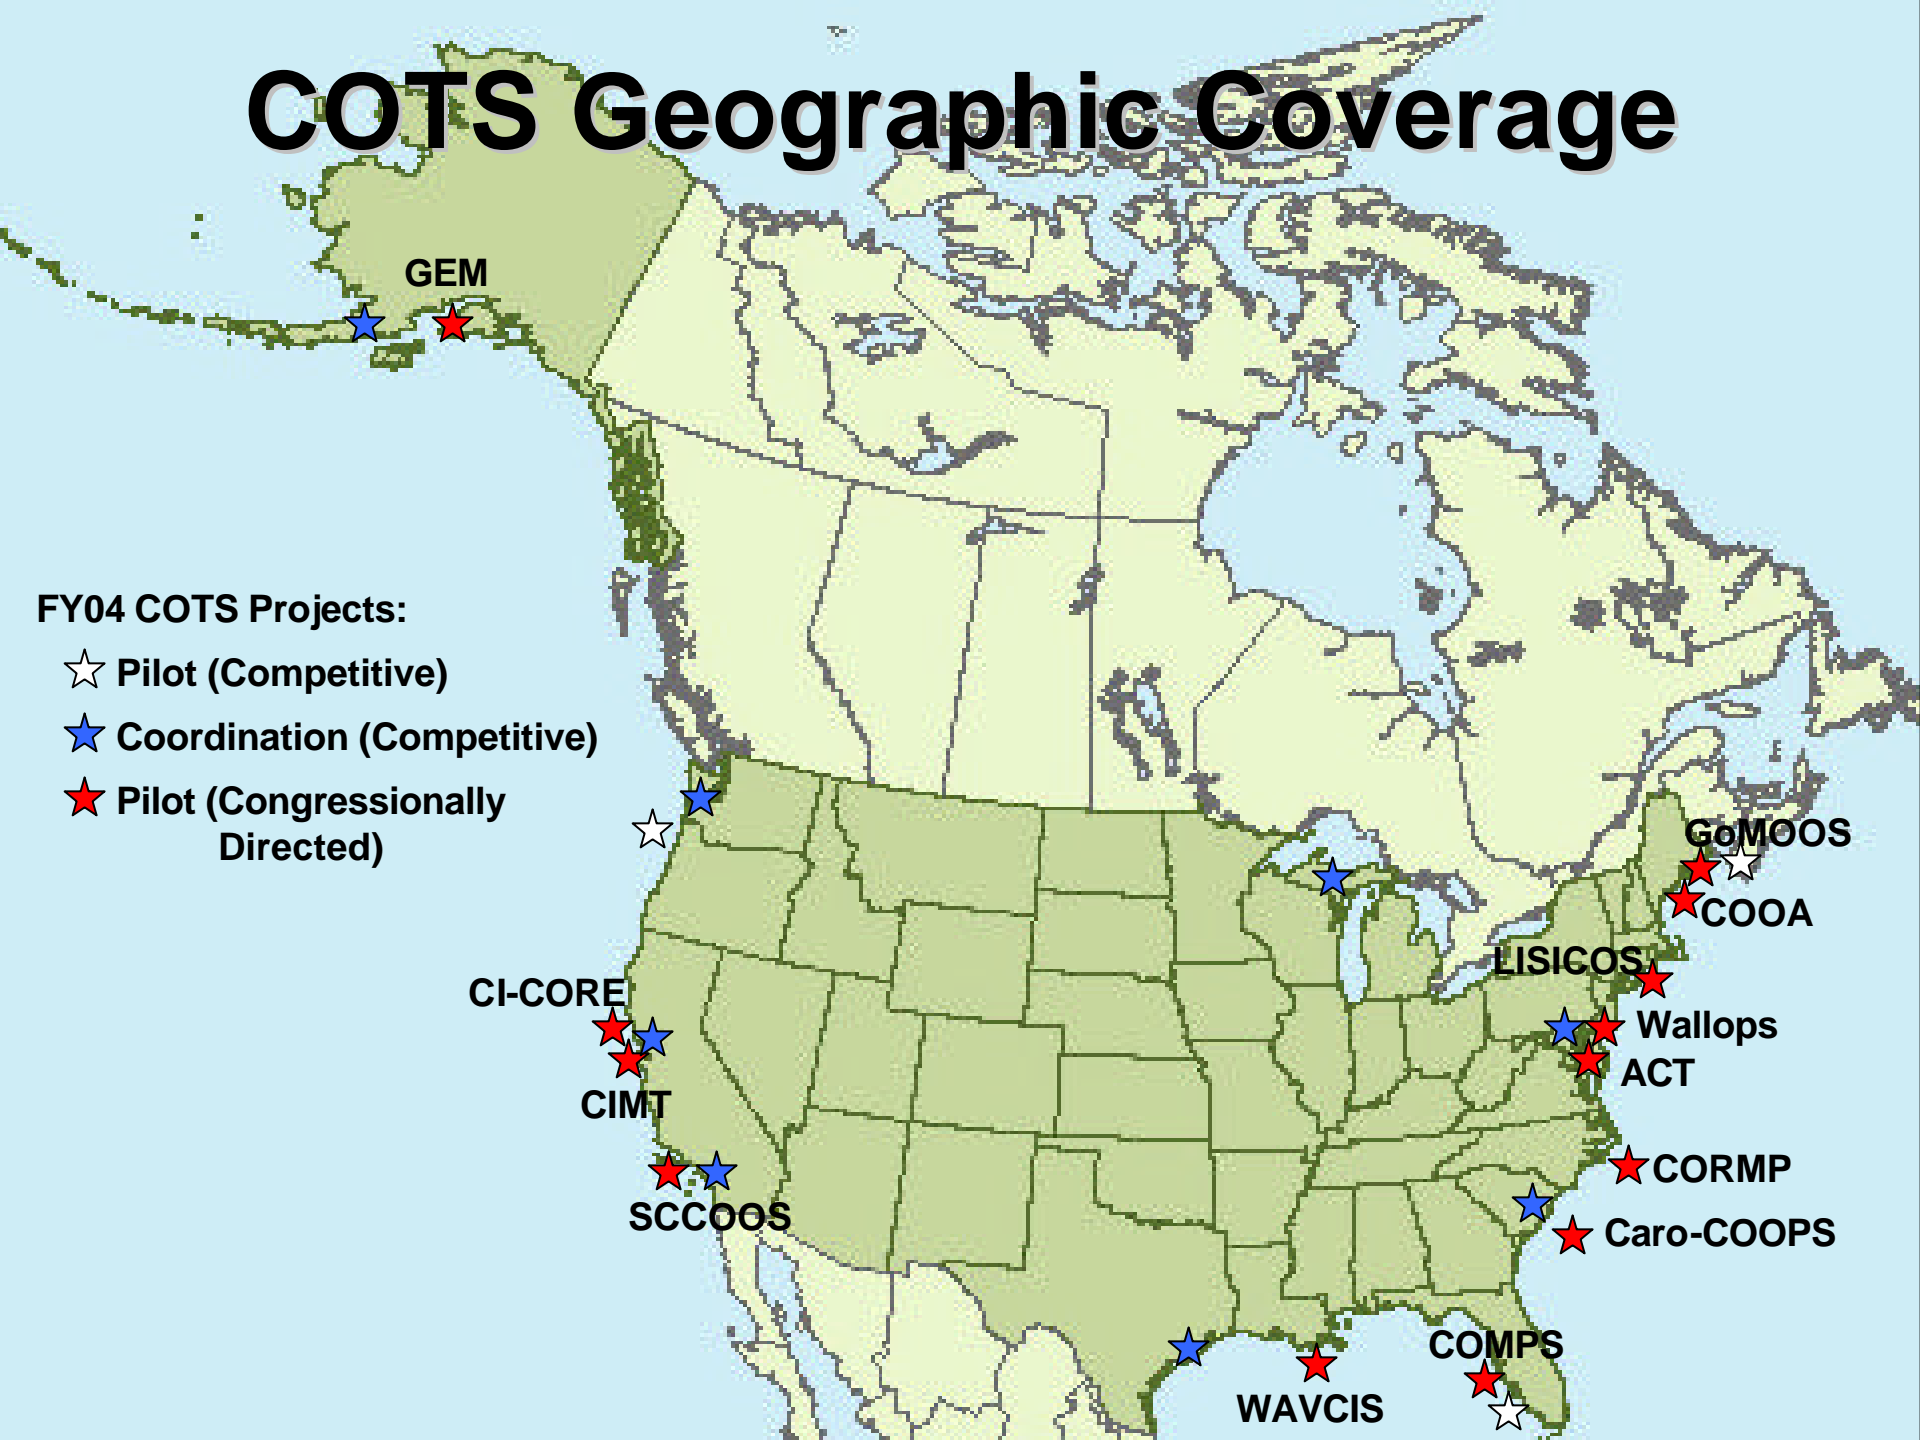 COTS Geographic Coverage
GEM
FY04 COTS Projects:
Pilot (Competitive)
Coordination (Competitive)
Pilot (Congressionally
Directed)
GoMOOS
COOA
LISICOS
CI-CORE
Wallops
ACT
CIMT
CORMP
SCCOOS
Caro-COOPS
COMPS
WAVCIS